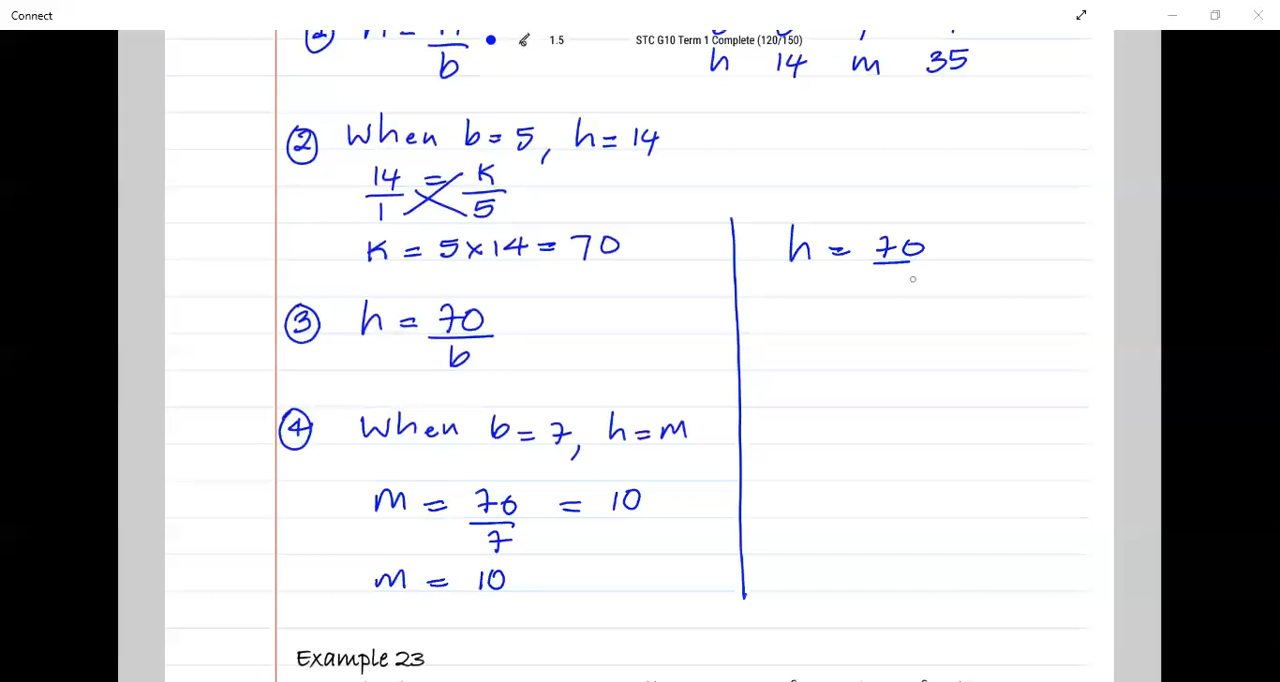 Connect
b
1.5 STC G10 Term 1 Complete (120/150)
h 14 m 35
② When b = 5, h = 14
14/1 = K/5
K = 5 × 14 = 70
③ h = 70/b
④ When b = 7, h = m
m = 70/7 = 10
m = 10
h = 70
Example 23